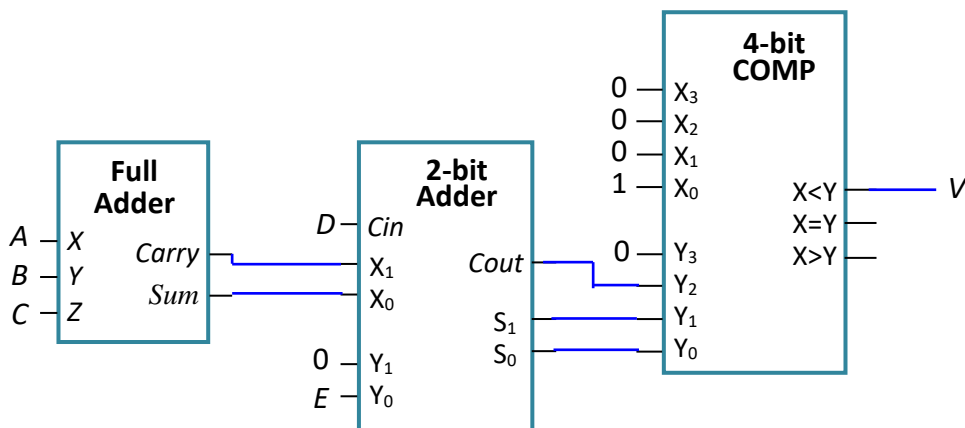 4-bit
COMP
0 X3
0 X2
0 X1
1 X0
0 Y3
Y2
Y1
Y0
X<Y
X=Y
X>Y
V
Full
Adder
A X
B Y
C Z
Carry
Sum
2-bit
Adder
D Cin
X1
X0
0 Y1
E Y0
Cout
S1
S0